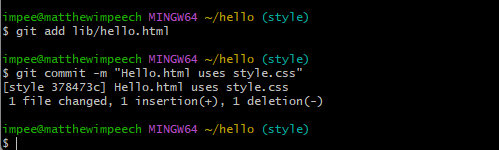 impee@matthewimpeech MINGW64 ~/hello (style)
$ git add lib/hello.html
impee@matthewimpeech MINGW64 ~/hello (style)
$ git commit -m "Hello.html uses style.css"
[style 378473c] Hello.html uses style.css
 1 file changed, 1 insertion(+), 1 deletion(-)
impee@matthewimpeech MINGW64 ~/hello (style)
$